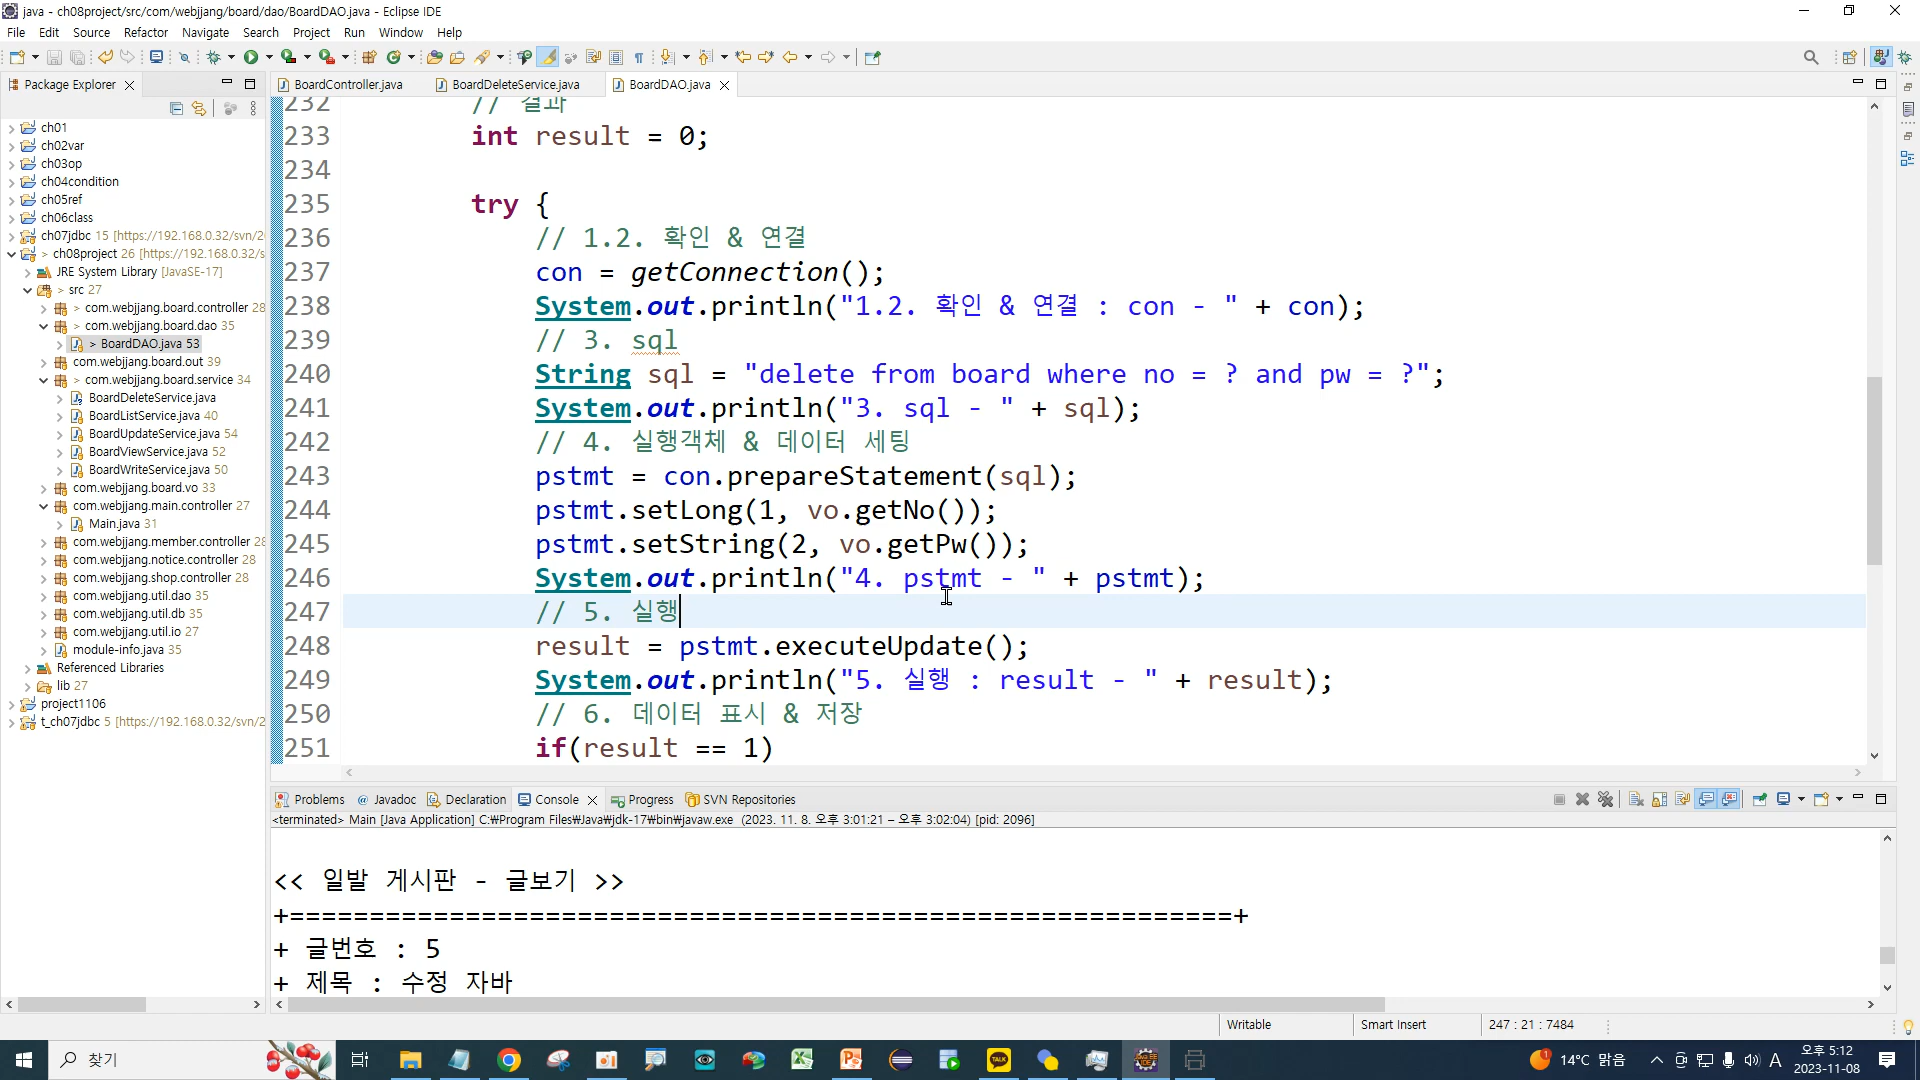 java - ch08project/src/com/webjjang/board/dao/BoardDAO.java - Eclipse IDE
File Edit Source Refactor Navigate Search Project Run Window Help
Package Explorer
BoardController.java
BoardDeleteService.java
BoardDAO.java
ch01
ch02var
ch03op
ch04condition
ch05ref
ch06class
ch07jdbc 15 [https://192.168.0.32/svn/2
> ch08project 26 [https://192.168.0.32/s
JRE System Library [JavaSE-17]
> src 27
> com.webjjang.board.controller 28
> com.webjjang.board.dao 35
> BoardDAO.java 53
com.webjjang.board.out 39
> com.webjjang.board.service 34
BoardDeleteService.java
BoardListService.java 40
BoardUpdateService.java 54
BoardViewService.java 52
BoardWriteService.java 50
com.webjjang.board.vo 33
com.webjjang.main.controller 27
Main.java 31
com.webjjang.member.controller 28
com.webjjang.notice.controller 28
com.webjjang.shop.controller 28
com.webjjang.util.dao 35
com.webjjang.util.db 35
com.webjjang.util.io 27
module-info.java 35
Referenced Libraries
lib 27
project1106
t_ch07jdbc 5 [https://192.168.0.32/svn/2
232 // 결과
233 int result = 0;
234
235 try {
236 // 1.2. 확인 & 연결
237 con = getConnection();
238 System.out.println("1.2. 확인 & 연결 : con - " + con);
239 // 3. sql
240 String sql = "delete from board where no = ? and pw = ?";
241 System.out.println("3. sql - " + sql);
242 // 4. 실행객체 & 데이터 세팅
243 pstmt = con.prepareStatement(sql);
244 pstmt.setLong(1, vo.getNo());
245 pstmt.setString(2, vo.getPw());
246 System.out.println("4. pstmt - " + pstmt);
247 // 5. 실행
248 result = pstmt.executeUpdate();
249 System.out.println("5. 실행 : result - " + result);
250 // 6. 데이터 표시 & 저장
251 if(result == 1)
Problems @ Javadoc Declaration Console Progress SVN Repositories
<terminated> Main [Java Application] C:₩Program Files₩Java₩jdk-17₩bin₩javaw.exe (2023. 11. 8. 오후 3:01:21 – 오후 3:02:04) [pid: 2096]
<< 일발 게시판 - 글보기 >>
+===========================================================+
+ 글번호 : 5
+ 제목 : 수정 자바
Writable Smart Insert 247 : 21 : 7484
찾기
14°C 맑음
A
오후 5:12
2023-11-08